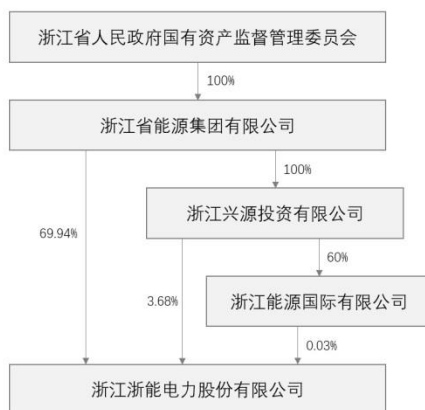 浙江省人民政府国有资产监督管理委员会
100%
浙江省能源集团有限公司
100%
浙江兴源投资有限公司
69.94%
60%
浙江能源国际有限公司
3.68%
0.03%
浙江浙能电力股份有限公司